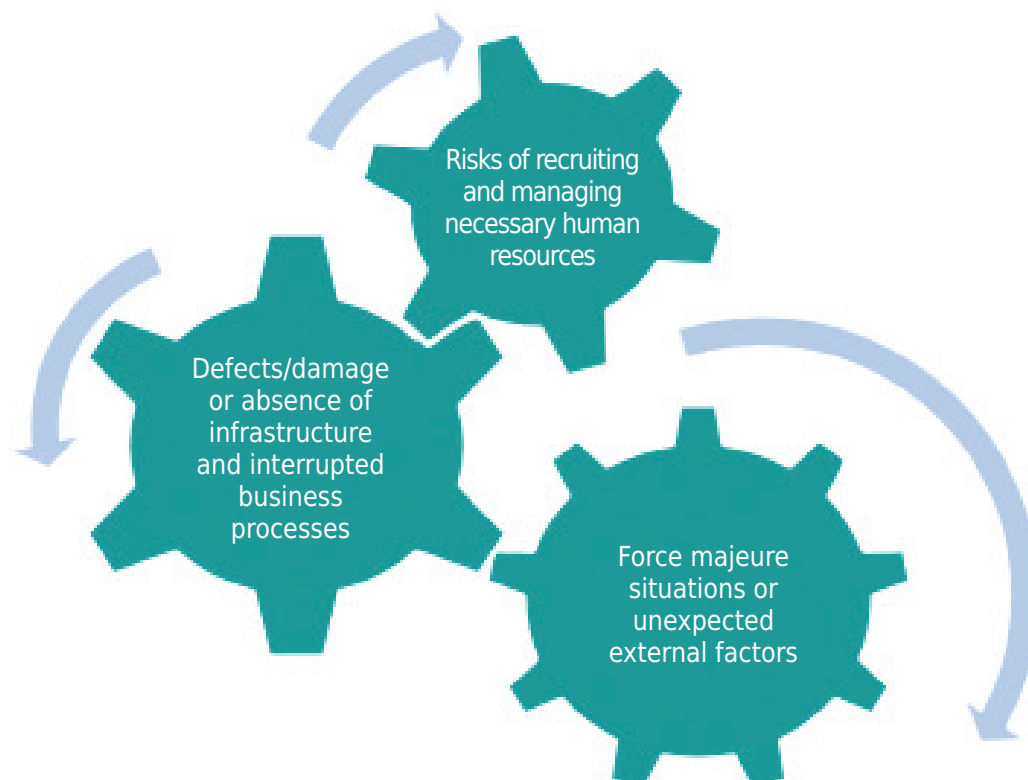 Risks of recruiting
and managing
necessary human
resources
Defects/damage
or absence of
infrastructure
and interrupted
business
processes
Force majeure
situations or
unexpected
external factors